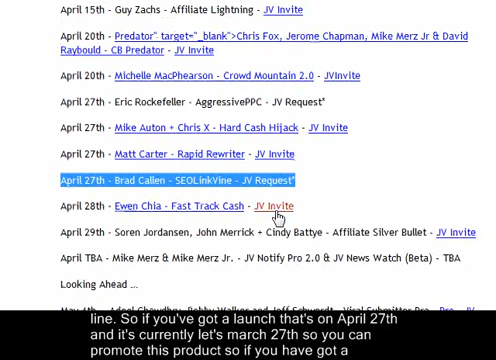 April 15th - Guy Zachs - Affiliate Lightning - JV Invite
April 20th - Predator" target="_blank">Chris Fox, Jerome Chapman, Mike Merz Jr & David
Raybould - CB Predator - JV Invite
April 20th - Michelle MacPhearson - Crowd Mountain 2.0 - JVInvite
April 27th - Eric Rockefeller - AggressivePPC - JV Request*
April 27th - Mike Auton + Chris X - Hard Cash Hijack - JV Invite
April 27th - Matt Carter - Rapid Rewriter - JV Invite
April 27th - Brad Callen - SEOLinkVine - JV Request*
April 28th - Ewen Chia - Fast Track Cash - JV Invite
April 29th - Soren Jordansen, John Merrick + Cindy Battye - Affiliate Silver Bullet - JV Invite
April TBA - Mike Merz & Mike Merz Jr. - JV Notify Pro 2.0 & JV News Watch (Beta) - TBA
Looking Ahead ...
line. So if you've got a launch that's on April 27th
and it's currently let's march 27th so you can
promote this product so if you have got a